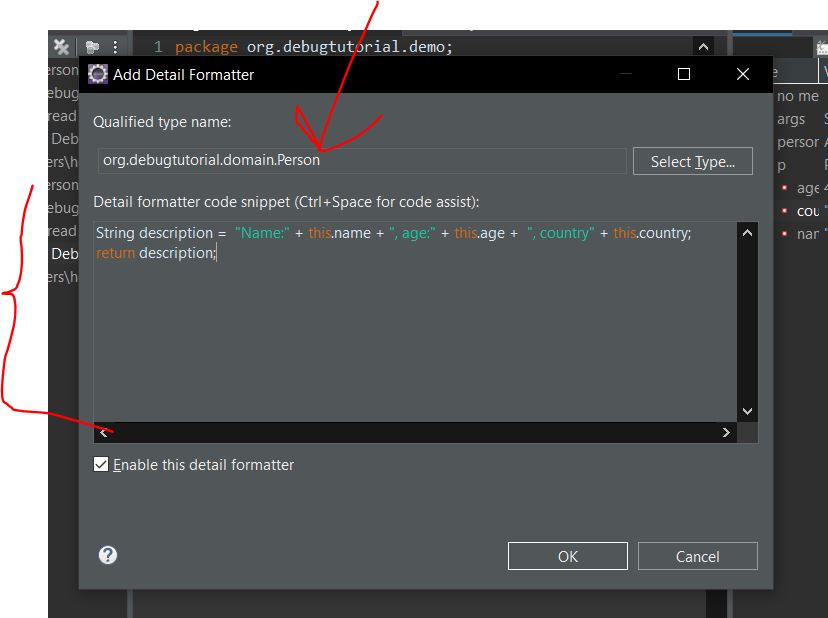 1 package org.debugtutorial.demo;
Add Detail Formatter
Qualified type name:
org.debugtutorial.domain.Person
Select Type...
Detail formatter code snippet (Ctrl+Space for code assist):
String description = "Name:" + this.name + ", age:" + this.age + ", country" + this.country;
return description;
Enable this detail formatter
OK
Cancel
erson
ebug
read
Deb
ers\h
erson
ebug
read
Deb
ers\h
e
no me
args
person
p
age
cou
nar